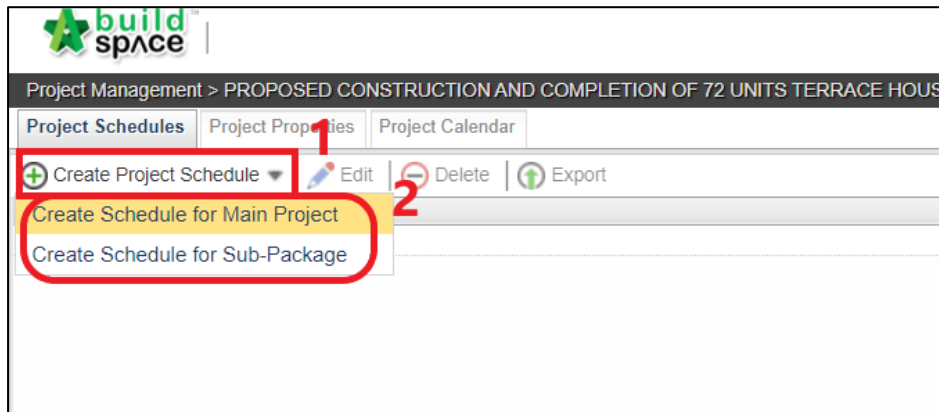 build
space
Project Management > PROPOSED CONSTRUCTION AND COMPLETION OF 72 UNITS TERRACE HOUS
Project Schedules Project Properties Project Calendar
1
Create Project Schedule Edit Delete Export
2
Create Schedule for Main Project
Create Schedule for Sub-Package